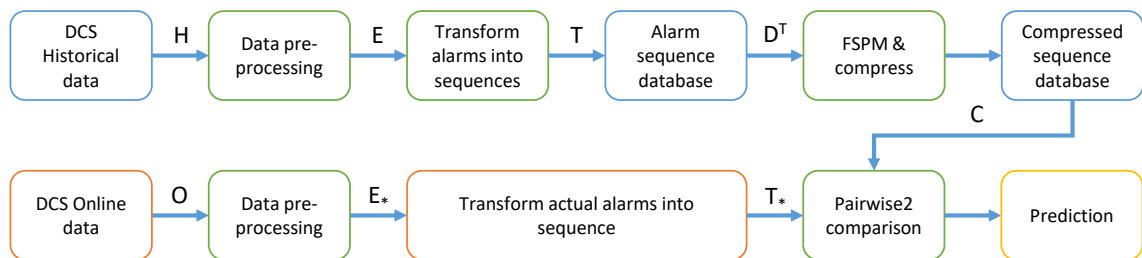 DCS
Historical
data
H
Data pre-
processing
E
Transform
alarms into
sequences
T
Alarm
sequence
database
Dᵀ
FSPM &
compress
Compressed
sequence
database
C
DCS Online
data
O
Data pre-
processing
E*
Transform actual alarms into
sequence
T*
Pairwise2
comparison
Prediction